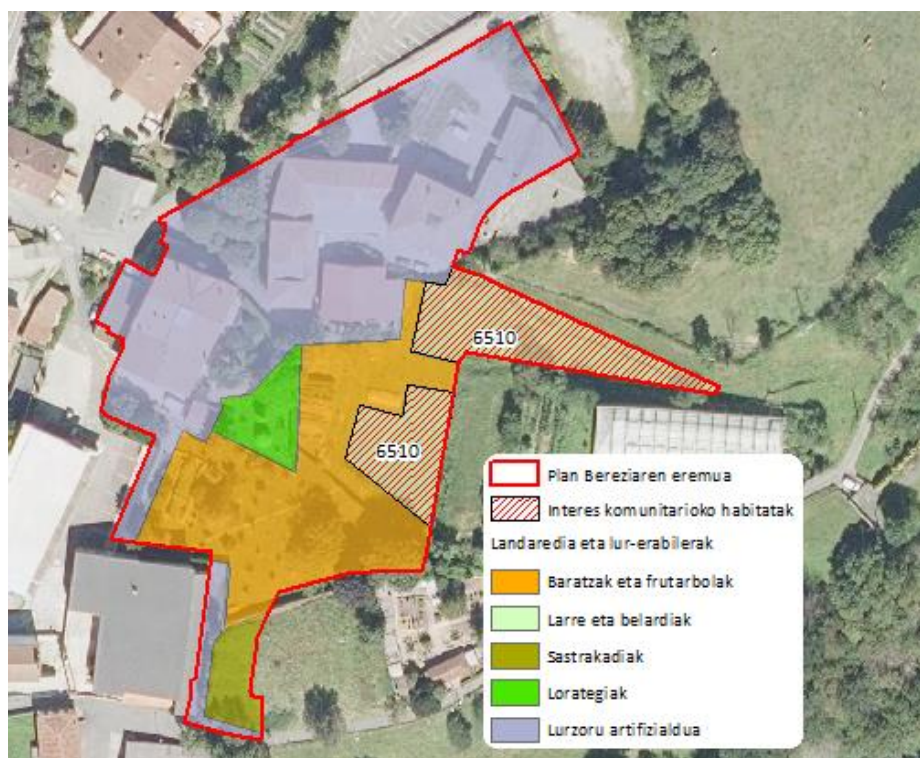 6510
6510
Plan Bereziaren eremua
Interes komunitarioko habitatak
Landaredia eta lur-erabilerak
Baratzak eta frutarbolak
Larre eta belardiak
Sastrakadiak
Lorategiak
Lurzoru artifizialdua